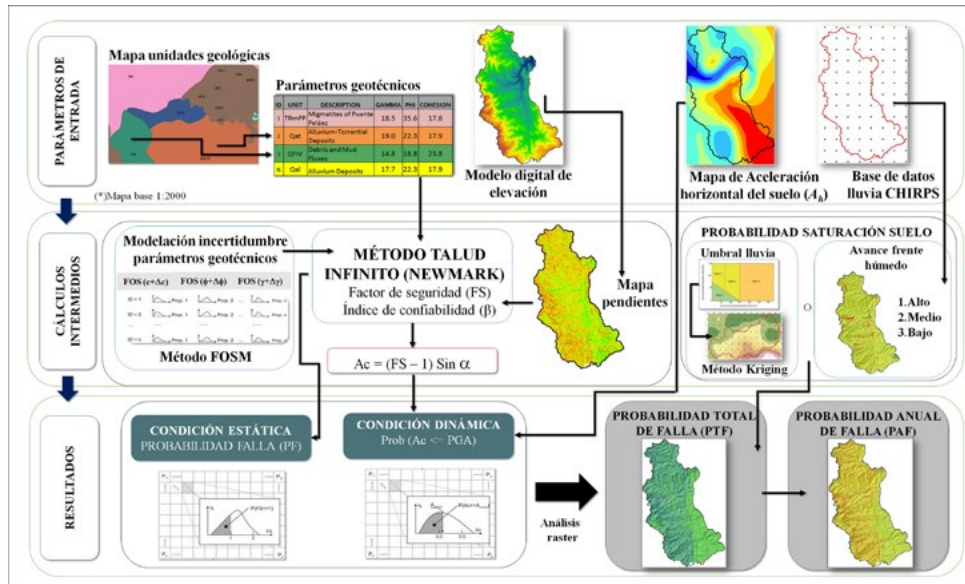 PARÁMETROS DE
ENTRADA
Mapa unidades geológicas
(*)Mapa base 1:2000
Parámetros geotécnicos
ID UNIT DESCRIPTION GAMMA PHI COHESION
1 TRmPP Migmatites of Puente Peláez 18.5 35.6 17.8
2 Qat Alluvium-Torrential Deposits 19.0 22.3 17.9
3 QFIV Debris and Mud Fluxes 14.8 18.8 23.8
N Qal Alluvium Deposits 17.7 22.3 17.9
Modelo digital de
elevación
Mapa de Aceleración
horizontal del suelo (Ah)
Base de datos
lluvia CHIRPS
CÁLCULOS
INTERMEDIOS
Modelación incertidumbre
parámetros geotécnicos
FOS (c+Δc) FOS (ϕ+Δϕ) FOS (γ+Δγ)
Método FOSM
MÉTODO TALUD
INFINITO (NEWMARK)
Factor de seguridad (FS)
Índice de confiabilidad (β)
Ac = (FS – 1) Sin α
Mapa
pendientes
PROBABILIDAD SATURACIÓN SUELO
Umbral lluvia
Método Kriging
O
Avance frente
húmedo
1.Alto
2.Medio
3.Bajo
RESULTADOS
CONDICIÓN ESTÁTICA
PROBABILIDAD FALLA (PF)
CONDICIÓN DINÁMICA
Prob (Ac <= PGA)
Análisis
raster
PROBABILIDAD TOTAL
DE FALLA (PTF)
PROBABILIDAD ANUAL
DE FALLA (PAF)